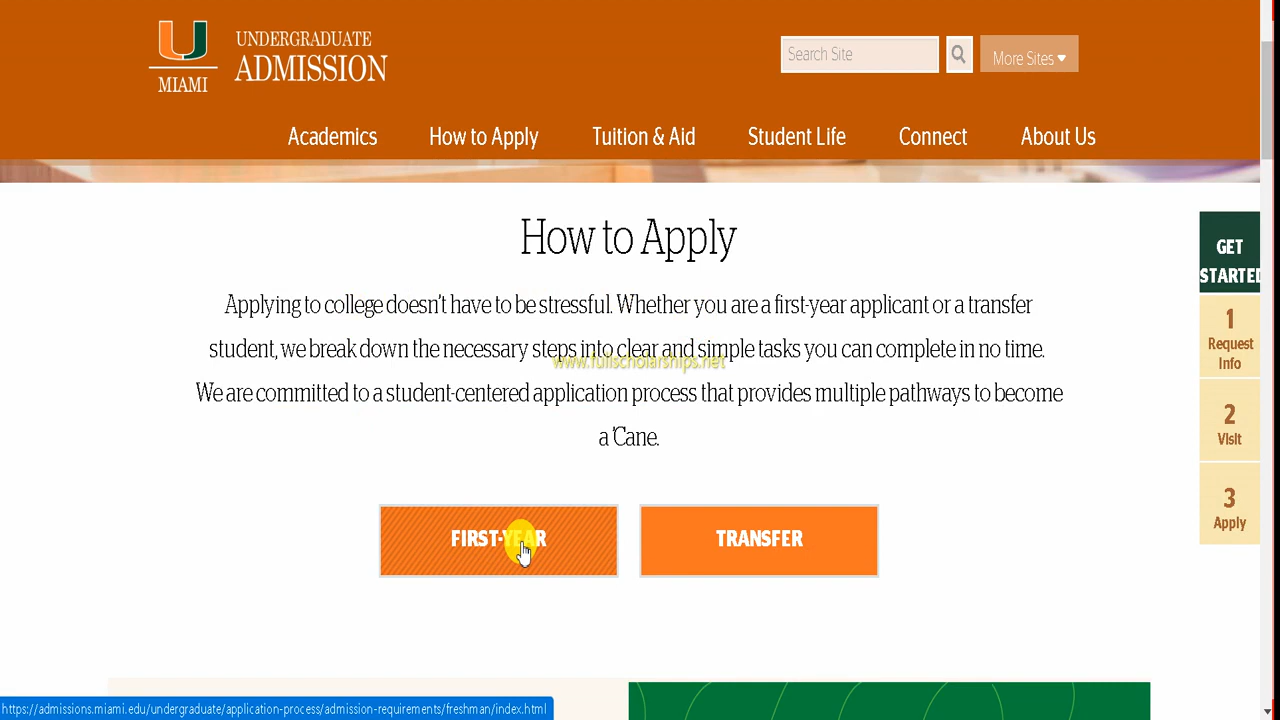 UNDERGRADUATE
ADMISSION
MIAMI
Search Site
More Sites
Academics
How to Apply
Tuition & Aid
Student Life
Connect
About Us
How to Apply
Applying to college doesn't have to be stressful. Whether you are a first-year applicant or a transfer
student, we break down the necessary steps into clear and simple tasks you can complete in no time.
www.fullscholarships.net
We are committed to a student-centered application process that provides multiple pathways to become
a 'Cane.
FIRST-YEAR
TRANSFER
GET
STARTED
1
Request
Info
2
Visit
3
Apply
https://admissions.miami.edu/undergraduate/application-process/admission-requirements/freshman/index.html